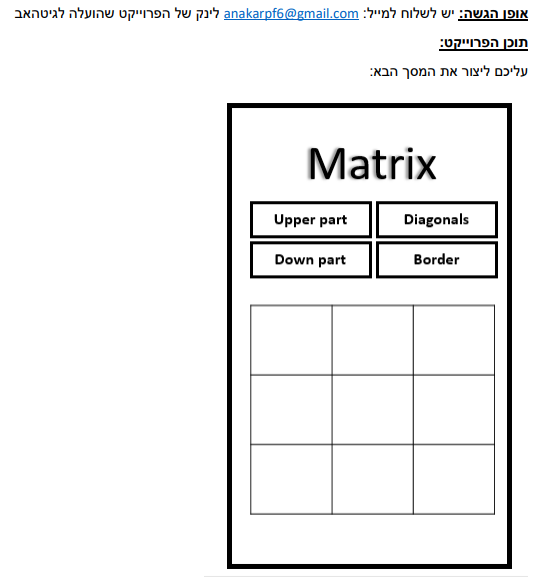 אופן הגשה: יש לשלוח למייל: anakarpf6@gmail.com לינק של הפרוייקט שהועלה לגיטהאב
תוכן הפרוייקט:
עליכם ליצור את המסך הבא:
Matrix
Upper part Diagonals
Down part Border